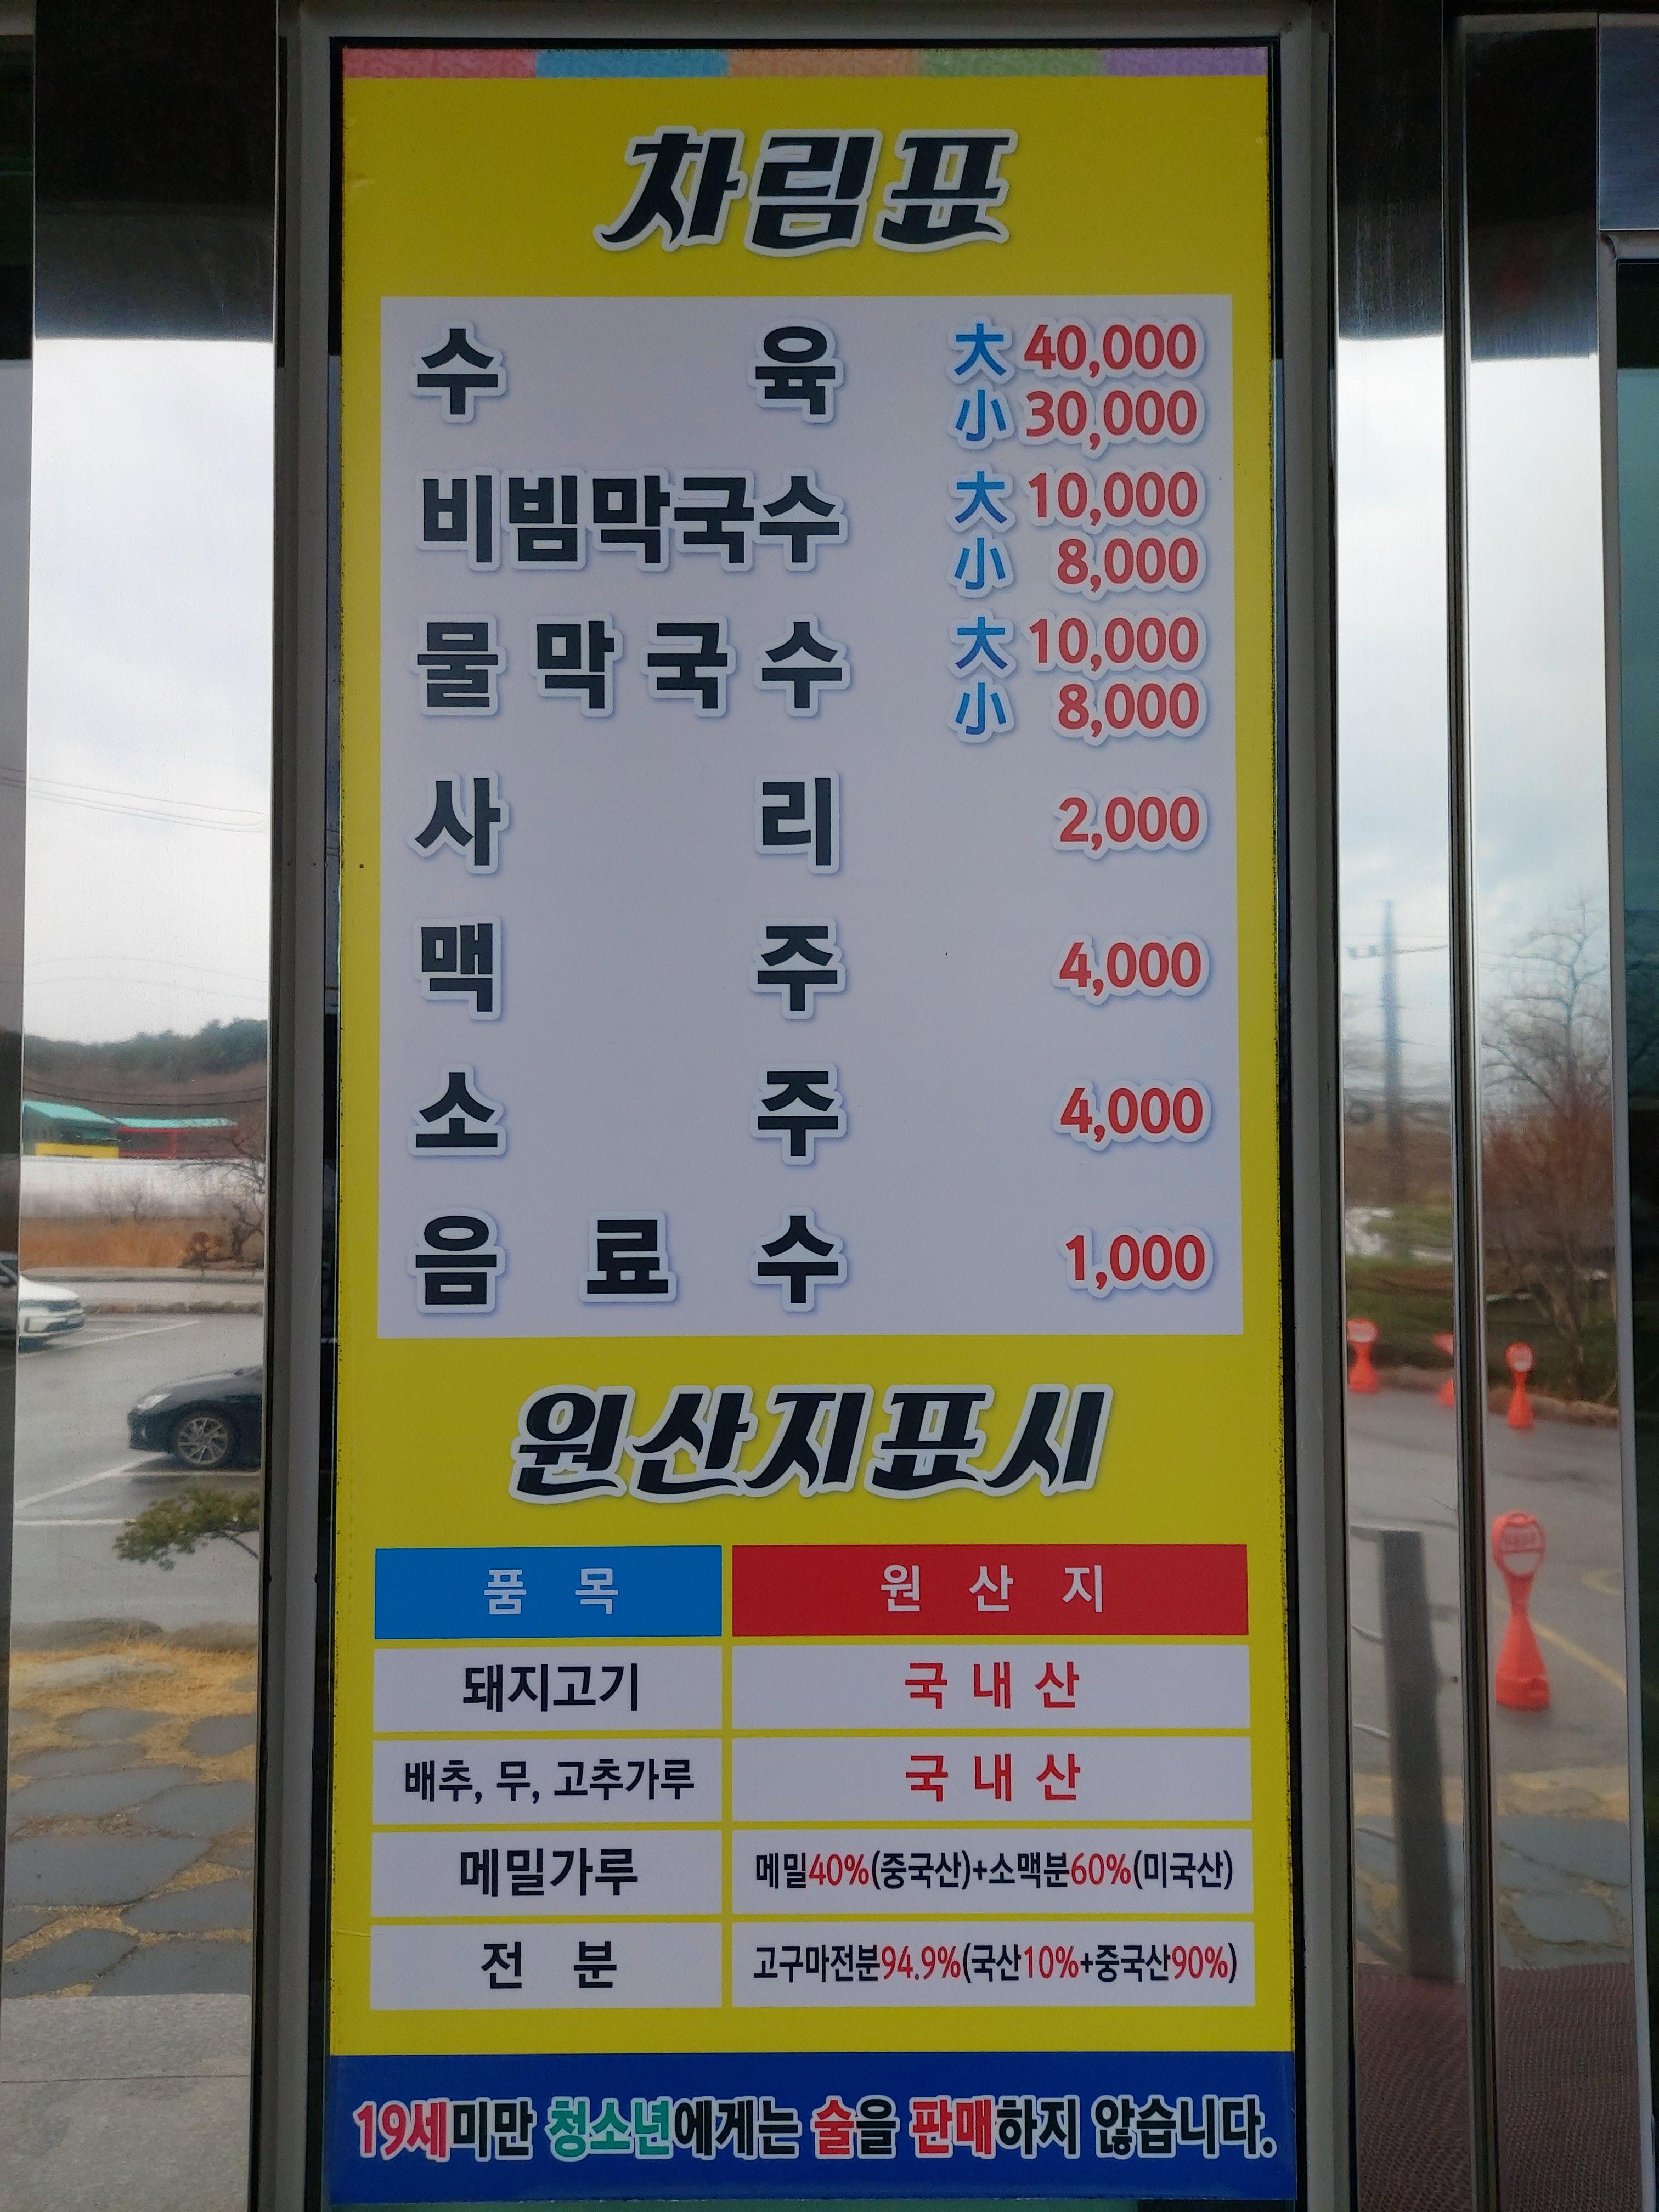 차림표
수육 大 40,000
小 30,000
비빔막국수 大 10,000
小 8,000
물막국수 大 10,000
小 8,000
사리 2,000
맥주 4,000
소주 4,000
음료수 1,000
원산지표시
품목 원산지
돼지고기 국내산
배추, 무, 고추가루 국내산
메밀가루 메밀40%(중국산)+소맥분60%(미국산)
전분 고구마전분94.9%(국산10%+중국산90%)
19세미만 청소년에게는 술을 판매하지 않습니다.